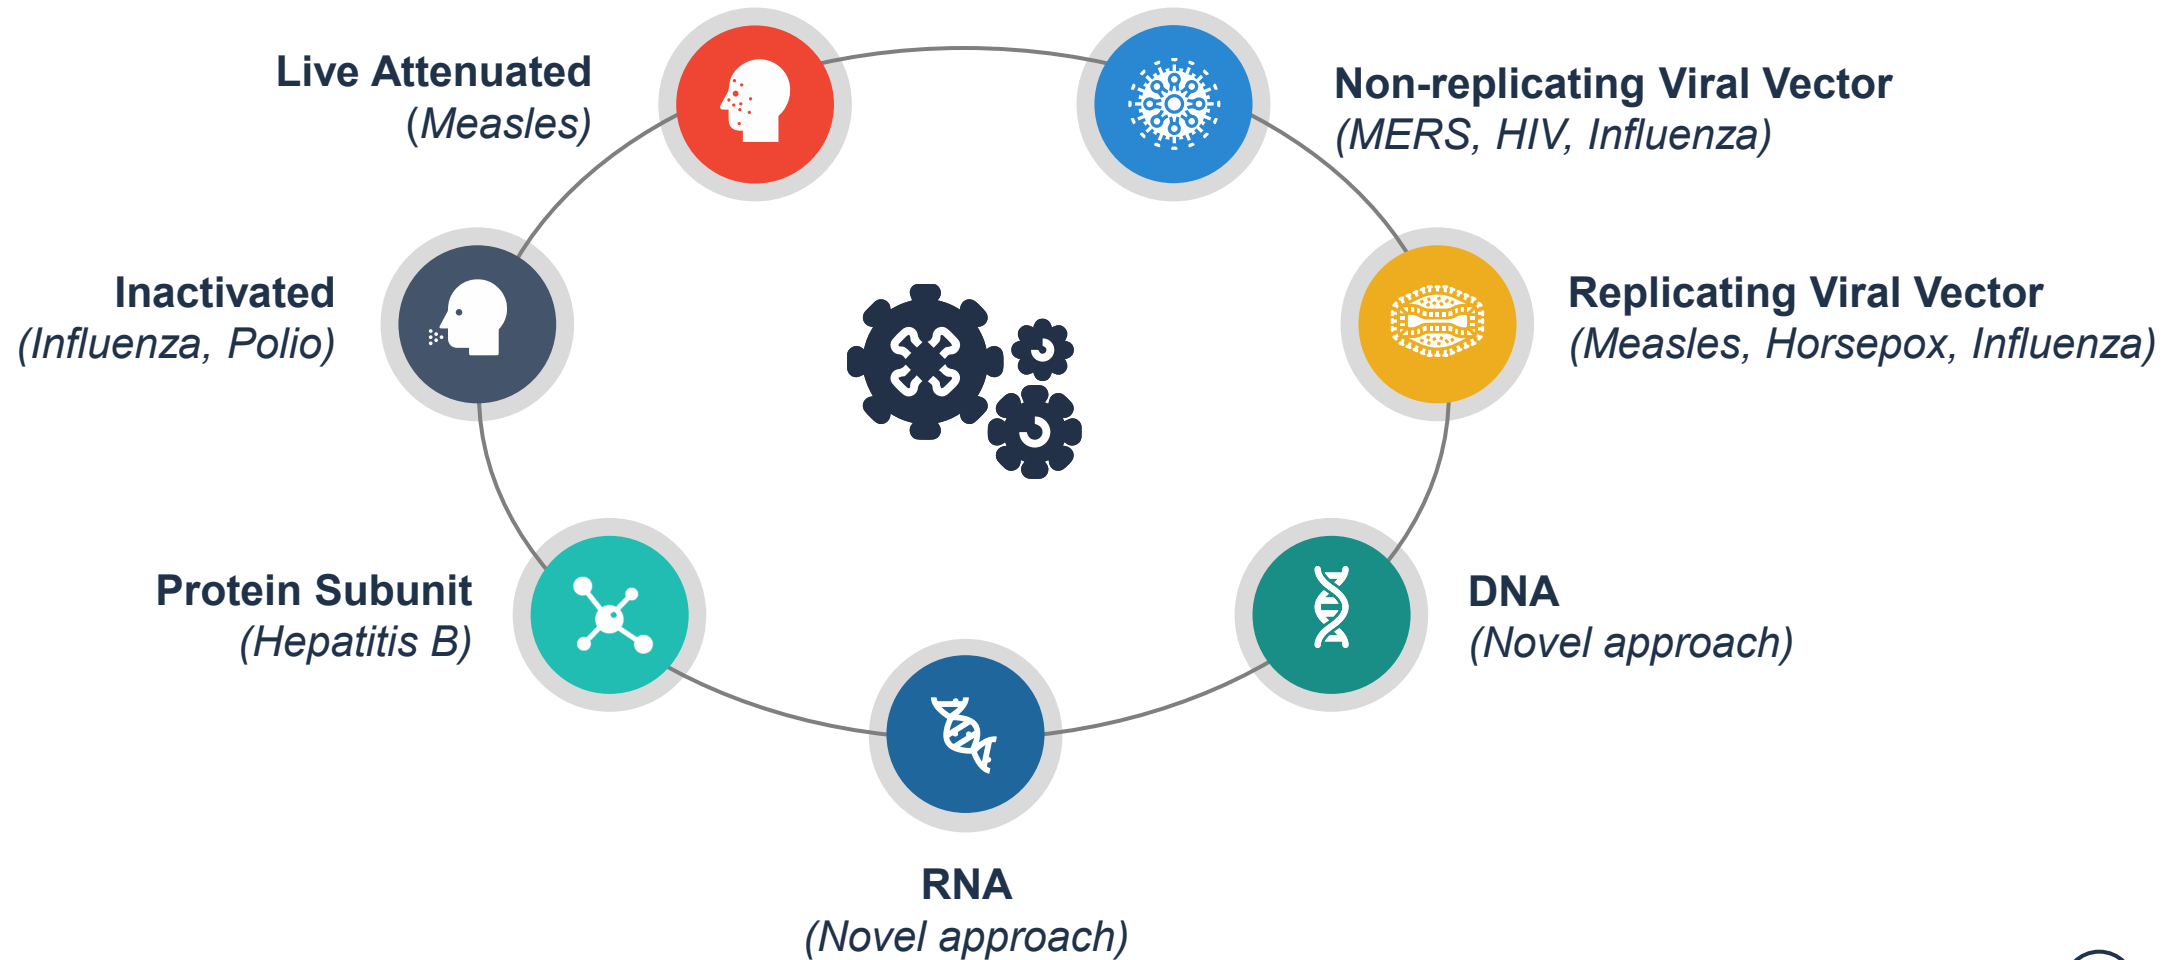 Live Attenuated
(Measles)
Non-replicating Viral Vector
(MERS, HIV, Influenza)
Inactivated
(Influenza, Polio)
Replicating Viral Vector
(Measles, Horsepox, Influenza)
Protein Subunit
(Hepatitis B)
DNA
(Novel approach)
RNA
(Novel approach)